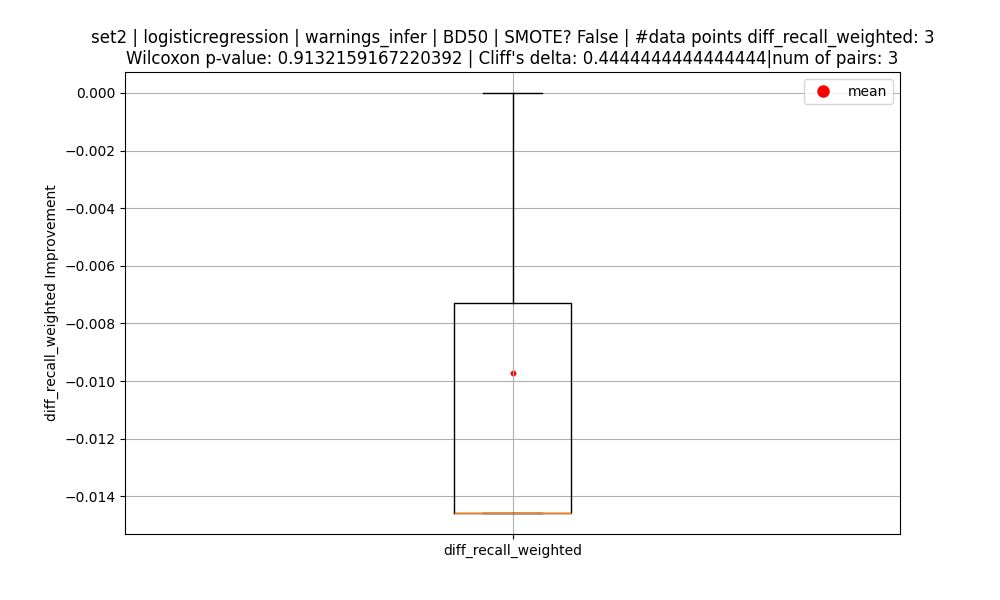 set2 | logisticregression | warnings_infer | BD50 | SMOTE? False | #data points diff_recall_weighted: 3
Wilcoxon p-value: 0.9132159167220392 | Cliff's delta: 0.4444444444444444|num of pairs: 3
mean
0.000
−0.002
−0.004
−0.006
−0.008
−0.010
−0.012
−0.014
diff_recall_weighted Improvement
diff_recall_weighted